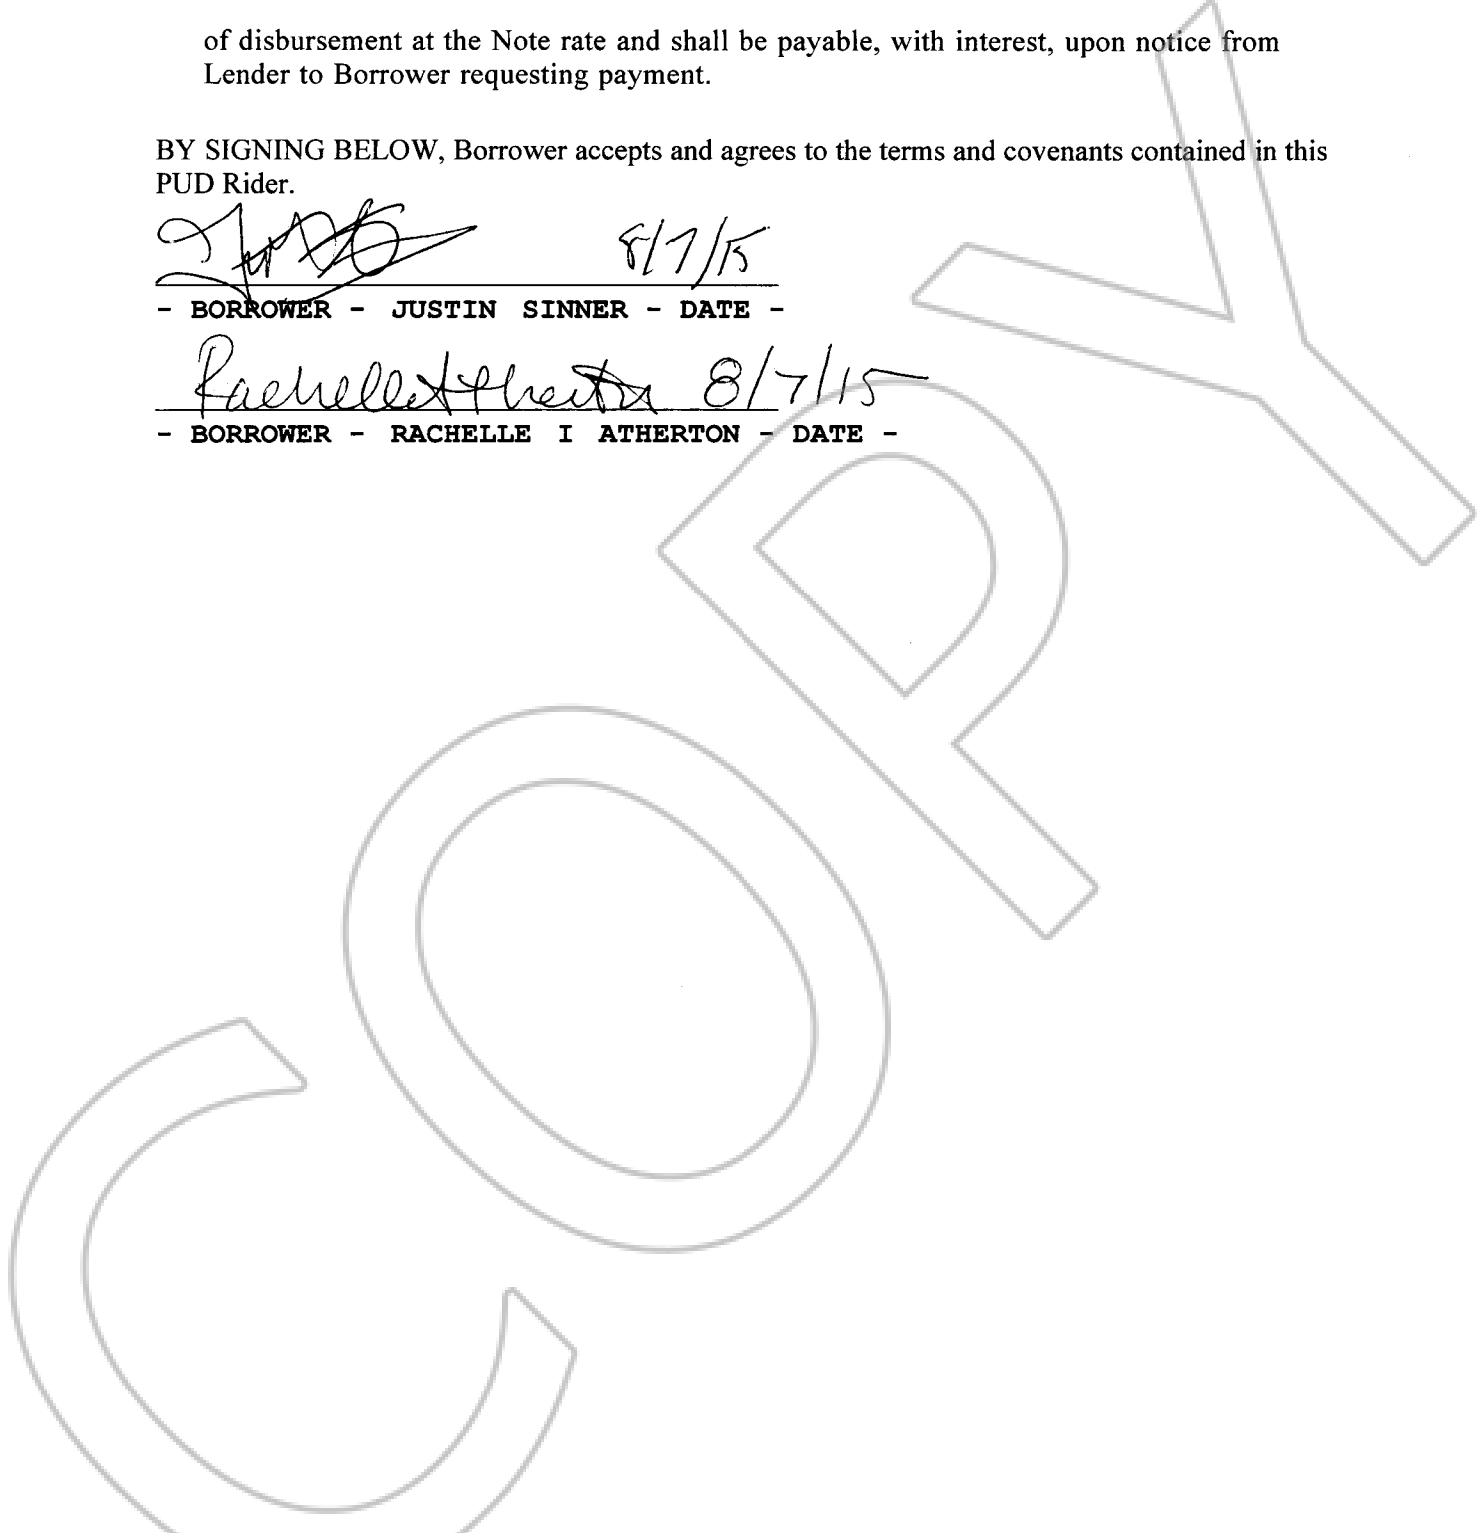 of disbursement at the Note rate and shall be payable, with interest, upon notice from
Lender to Borrower requesting payment.
BY SIGNING BELOW, Borrower accepts and agrees to the terms and covenants contained in this
PUD Rider.
8/7/15
- BORROWER - JUSTIN SINNER - DATE -
Rachelle Atherton 8/7/15
- BORROWER - RACHELLE I ATHERTON - DATE -
COPY